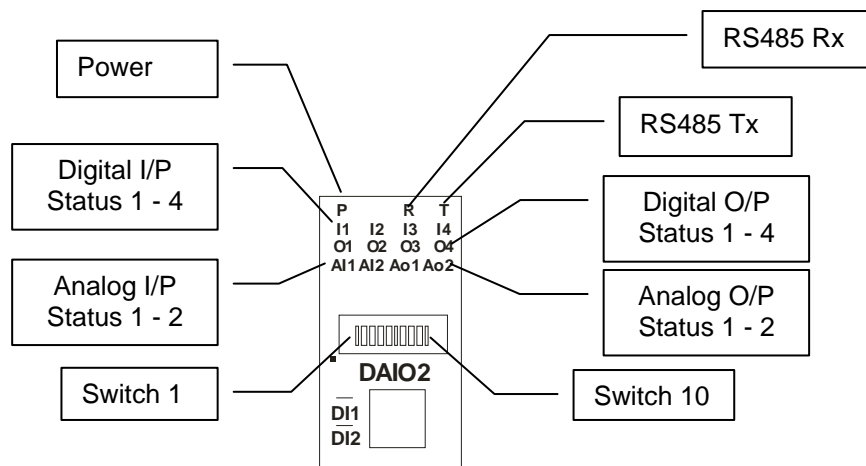 RS485 Rx
Power
RS485 Tx
Digital I/P
Status 1 - 4
Digital O/P
Status 1 - 4
P R T
I1 I2 I3 I4
O1 O2 O3 O4
AI1 AI2 Ao1 Ao2
Analog I/P
Status 1 - 2
Analog O/P
Status 1 - 2
Switch 1
DAIO2
Switch 10
DI1
DI2